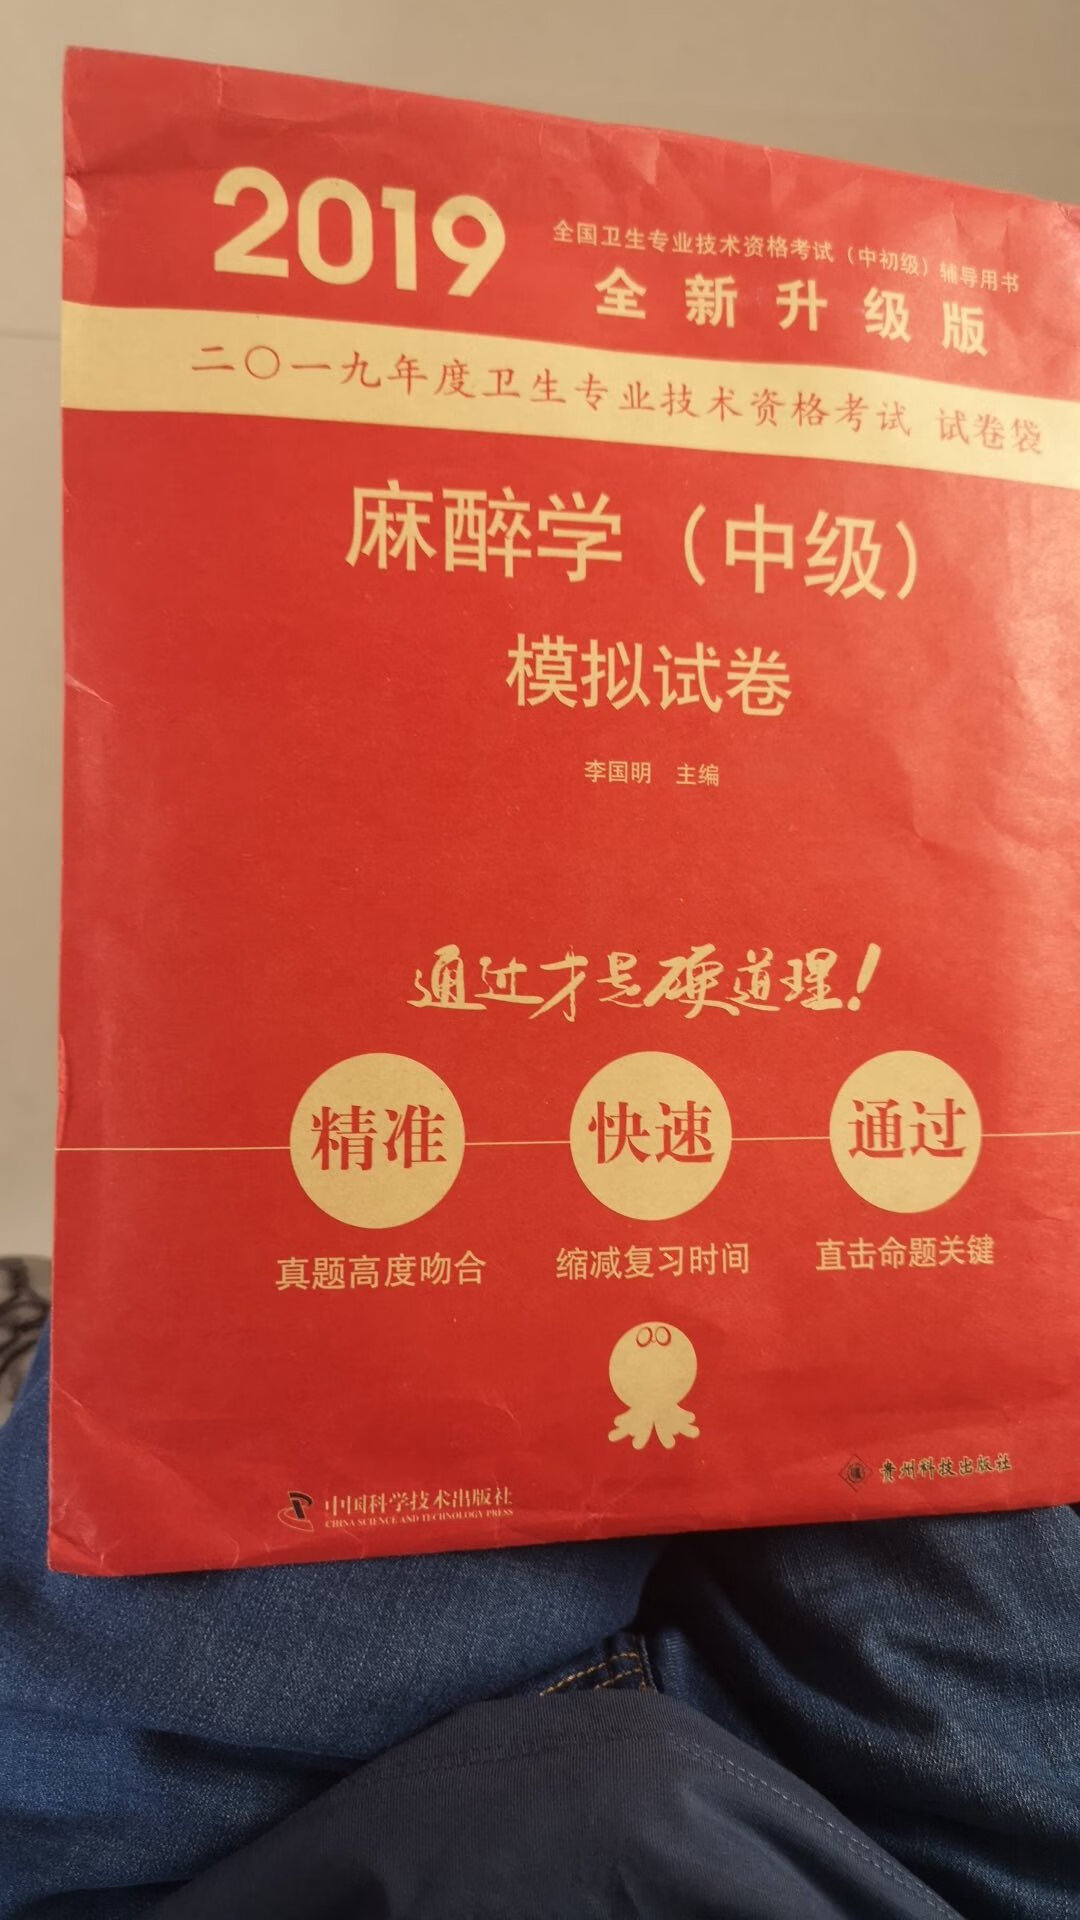 2019
全国卫生专业技术资格考试（中初级）辅导用书
全新升级版
二〇一九年度卫生专业技术资格考试 试卷袋
麻醉学（中级）
模拟试卷
李国明 主编
通过才是硬道理！
精准 快速 通过
真题高度吻合 缩减复习时间 直击命题关键
贵州科技出版社
中国科学技术出版社
CHINA SCIENCE AND TECHNOLOGY PRESS